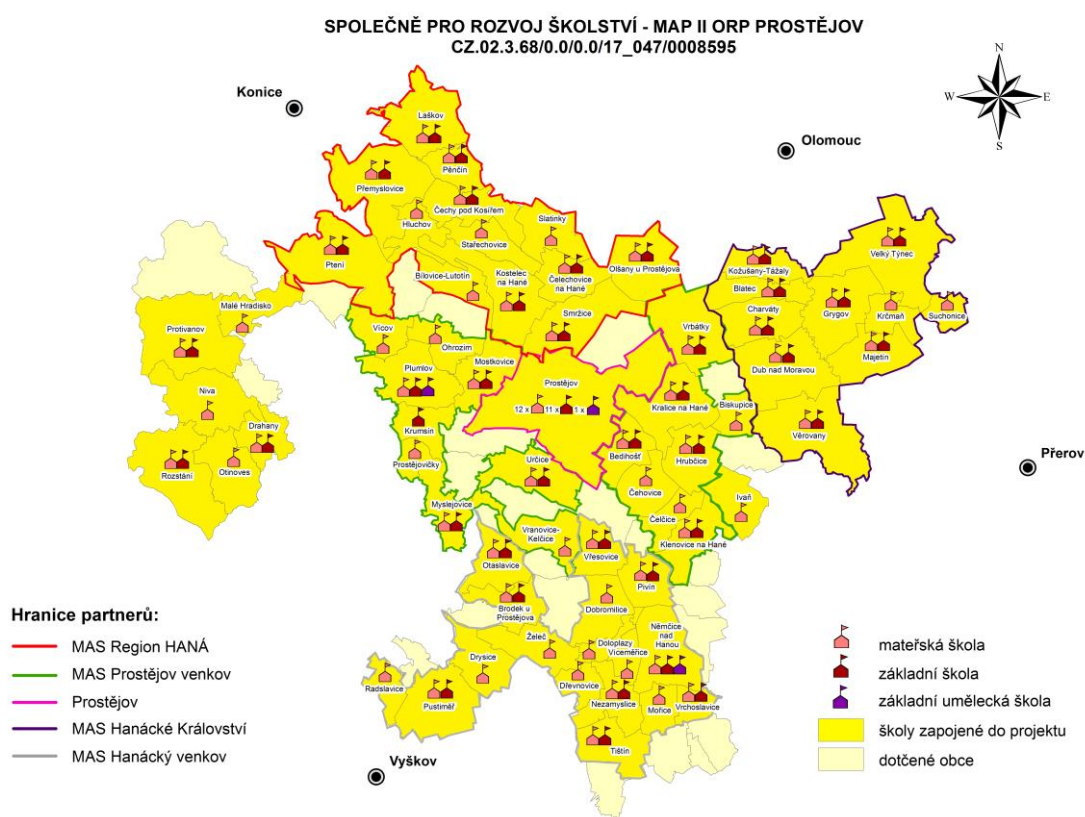 SPOLEČNĚ PRO ROZVOJ ŠKOLSTVÍ - MAP II ORP PROSTĚJOV
CZ.02.3.68/0.0/0.0/17_047/0008595
N
W
E
S
Konice
Olomouc
Přerov
Vyškov
Laškov
Pěnčín
Přemyslovice
Čechy pod Kosířem
Hluchov
Stařechovice
Slatinky
Ptení
Bílovice-Lutotín
Kostelec
na Hané
Čelechovice
na Hané
Olšany u Prostějova
Smržice
Velký Týnec
Kožušany-Tážaly
Blatec
Charváty
Grygov
Krčmaň
Suchonice
Majetín
Dub nad Moravou
Věrovany
Malé Hradisko
Protivanov
Niva
Drahany
Rozstání
Otinoves
Vícov
Ohrozim
Mostkovice
Plumlov
Krumsín
Prostějovičky
Myslejovice
Prostějov
12 x
11 x
1 x
Vrbátky
Kralice na Hané
Biskupice
Bedihošť
Hrubčice
Čehovice
Čelčice
Ivaň
Klenovice na Hané
Určice
Vranovice-
Kelčice
Otaslavice
Vřesovice
Pivín
Brodek u
Prostějova
Dobromilice
Želeč
Doloplazy
Víceměřice
Němčice
nad
Hanou
Drysice
Radslavice
Pustiměř
Dřevnovice
Nezamyslice
Mořice
Vrchoslavice
Tištín
Hranice partnerů:
MAS Region HANÁ
MAS Prostějov venkov
Prostějov
MAS Hanácké Království
MAS Hanácký venkov
mateřská škola
základní škola
základní umělecká škola
školy zapojené do projektu
dotčené obce